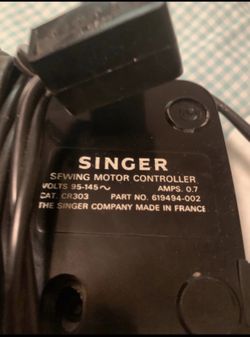 SINGER
SEWING MOTOR CONTROLLER
VOLTS 95-145∿ AMPS. 0.7
CAT. CR303 PART NO. 619494-002
THE SINGER COMPANY MADE IN FRANCE